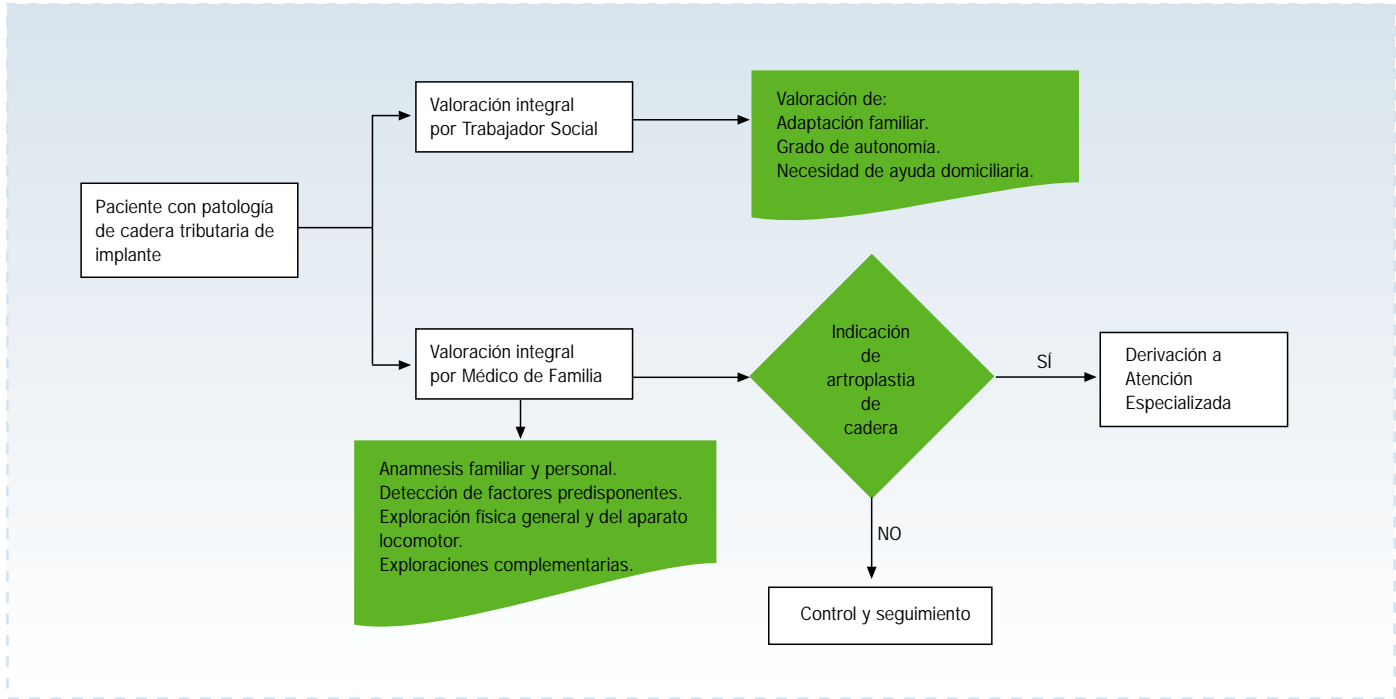 Paciente con patología
de cadera tributaria de
implante
Valoración integral
por Trabajador Social
Valoración de:
Adaptación familiar.
Grado de autonomía.
Necesidad de ayuda domiciliaria.
Valoración integral
por Médico de Familia
Anamnesis familiar y personal.
Detección de factores predisponentes.
Exploración física general y del aparato
locomotor.
Exploraciones complementarias.
Indicación
de
artroplastia
de
cadera
SÍ
Derivación a
Atención
Especializada
NO
Control y seguimiento